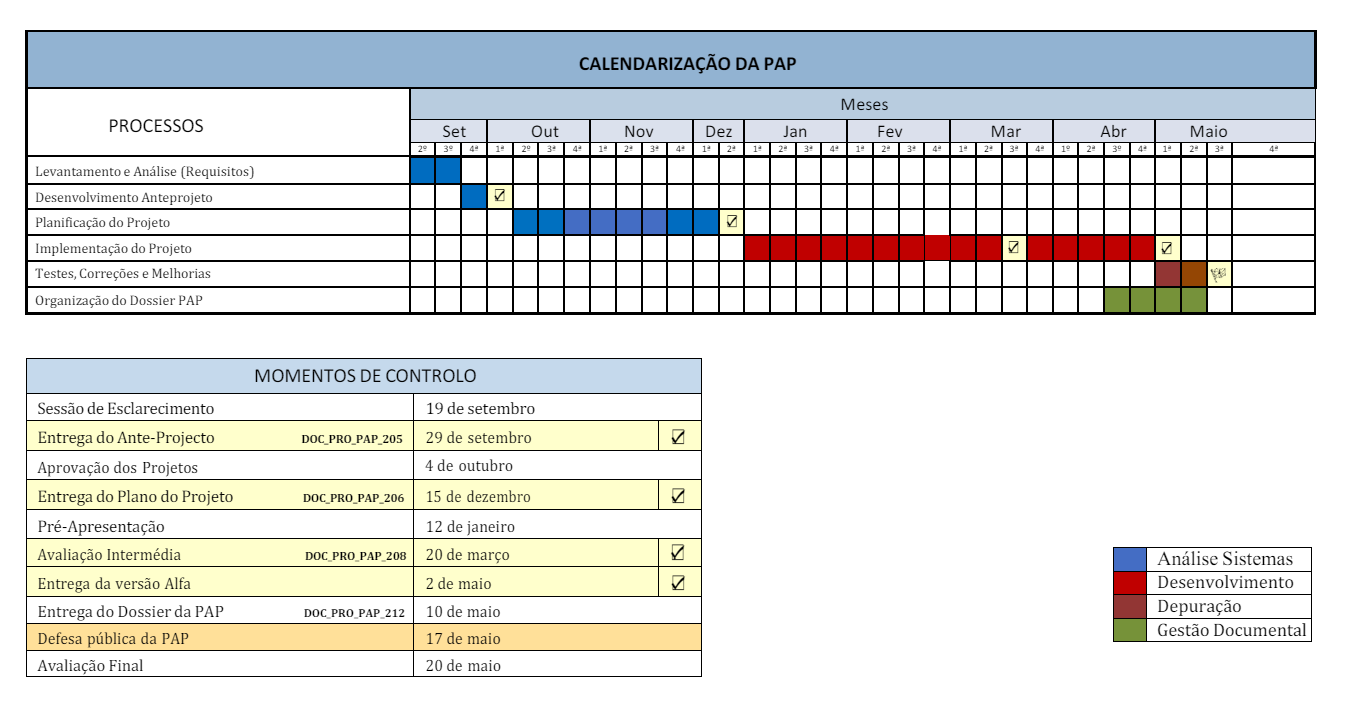 CALENDARIZAÇÃO DA PAP
PROCESSOS
Meses
Set Out Nov Dez Jan Fev Mar Abr Maio
2º 3º 4ª 1ª 2º 3ª 4ª 1ª 2ª 3ª 4ª 1ª 2ª 1ª 2ª 3ª 4ª 1ª 2ª 3ª 4ª 1ª 2ª 3ª 4ª 1º 2ª 3º 4ª 1ª 2ª 3ª 4ª
Levantamento e Análise (Requisitos)
Desenvolvimento Anteprojeto
Planificação do Projeto
Implementação do Projeto
Testes, Correções e Melhorias
Organização do Dossier PAP
MOMENTOS DE CONTROLO
Sessão de Esclarecimento 19 de setembro
Entrega do Ante-Projecto DOC_PRO_PAP_205 29 de setembro
Aprovação dos Projetos 4 de outubro
Entrega do Plano do Projeto DOC_PRO_PAP_206 15 de dezembro
Pré-Apresentação 12 de janeiro
Avaliação Intermédia DOC_PRO_PAP_208 20 de março
Entrega da versão Alfa 2 de maio
Entrega do Dossier da PAP DOC_PRO_PAP_212 10 de maio
Defesa pública da PAP 17 de maio
Avaliação Final 20 de maio
Análise Sistemas
Desenvolvimento
Depuração
Gestão Documental